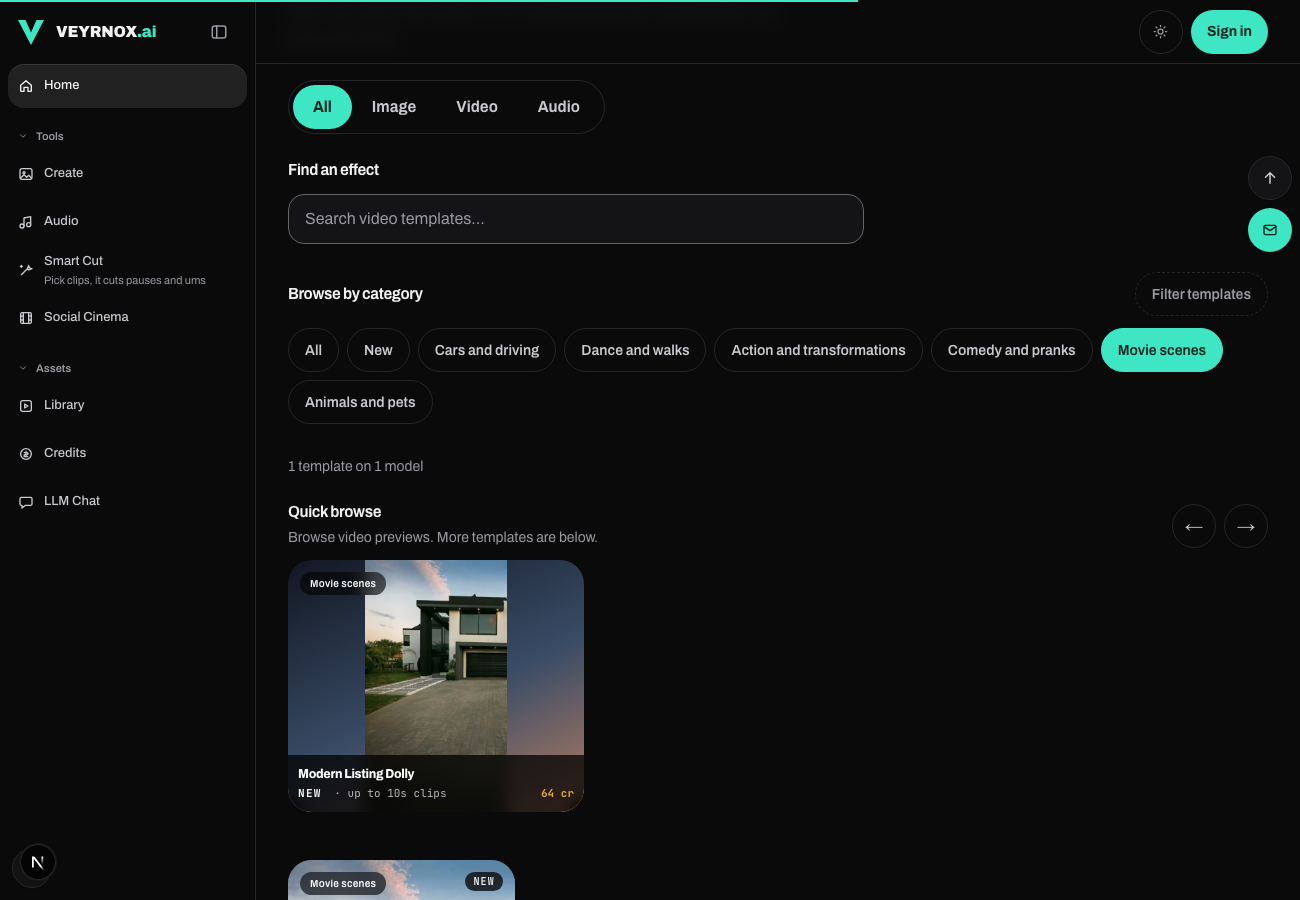 VEYRNOX.ai
Sign in
Home
Tools
Create
Audio
Smart Cut
Pick clips, it cuts pauses and ums
Social Cinema
Assets
Library
Credits
LLM Chat
N
All
Image
Video
Audio
Find an effect
Search video templates...
Browse by category
Filter templates
All
New
Cars and driving
Dance and walks
Action and transformations
Comedy and pranks
Movie scenes
Animals and pets
1 template on 1 model
Quick browse
Browse video previews. More templates are below.
Movie scenes
Modern Listing Dolly
NEW · up to 10s clips
64 cr
Movie scenes
NEW